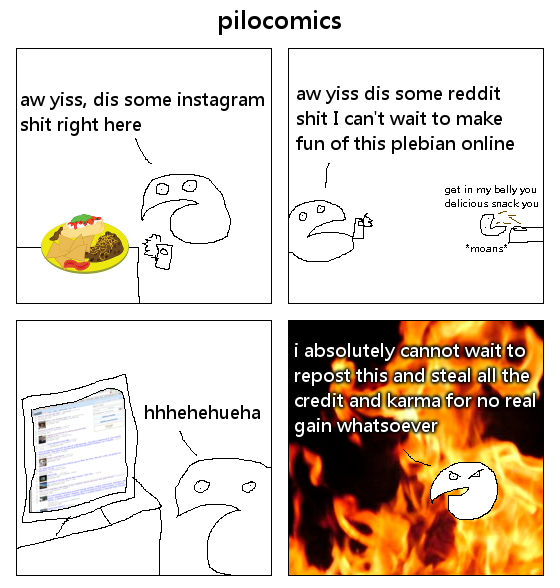 pilocomics
aw yiss, dis some instagram
shit right here
aw yiss dis some reddit
shit I can't wait to make
fun of this plebian online
get in my belly you
delicious snack you
*moans*
hhhehehueha
i absolutely cannot wait to
repost this and steal all the
credit and karma for no real
gain whatsoever